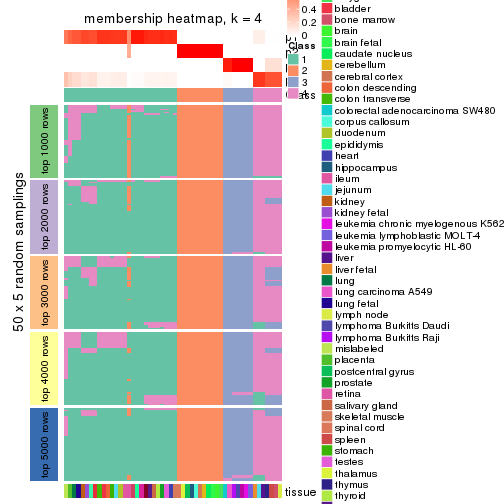 membership heatmap, k = 4
50 x 5 random samplings
top 1000 rows
top 2000 rows
top 3000 rows
top 4000 rows
top 5000 rows
0.4
0.2
0
Class
1
2
3
4
tissue
bladder
bone marrow
brain
brain fetal
caudate nucleus
cerebellum
cerebral cortex
colon descending
colon transverse
colorectal adenocarcinoma SW480
corpus callosum
duodenum
epididymis
heart
hippocampus
ileum
jejunum
kidney
kidney fetal
leukemia chronic myelogenous K562
leukemia lymphoblastic MOLT-4
leukemia promyelocytic HL-60
liver
liver fetal
lung
lung carcinoma A549
lung fetal
lymph node
lymphoma Burkitts Daudi
lymphoma Burkitts Raji
mislabeled
placenta
postcentral gyrus
prostate
retina
salivary gland
skeletal muscle
spinal cord
spleen
stomach
testes
thalamus
thymus
thyroid